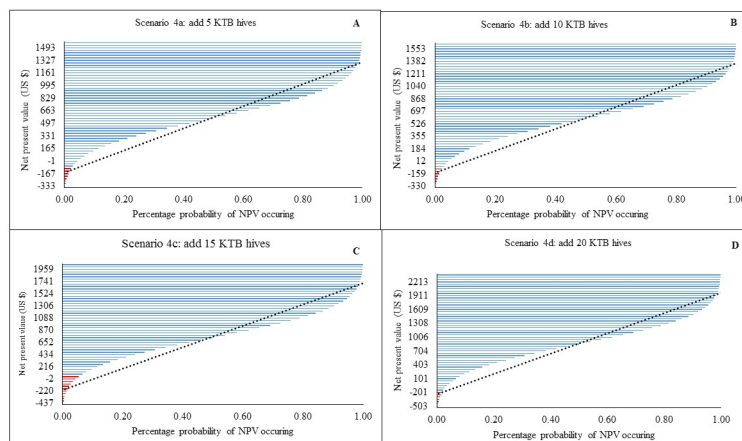 Scenario 4a: add 5 KTB hives
A
Net present value (US $)
1493
1327
1161
995
829
663
497
331
165
-1
-167
-333
0.00 0.20 0.40 0.60 0.80 1.00
Percentage probability of NPV occuring
Scenario 4b: add 10 KTB hives
B
Net present value (US $)
1553
1382
1211
1040
868
697
526
355
184
12
-159
-330
0.00 0.20 0.40 0.60 0.80 1.00
Percentage probability of NPV occuring
Scenario 4c: add 15 KTB hives
C
Net present vlaue (US $)
1959
1741
1524
1306
1088
870
652
434
216
-2
-220
-437
0.00 0.20 0.40 0.60 0.80 1.00
Percentage probability of NPV occuring
Scenario 4d: add 20 KTB hives
D
Net present value (US $)
2213
1911
1609
1308
1006
704
403
101
-201
-503
0.00 0.20 0.40 0.60 0.80 1.00
Percentage probability of NPV occuring